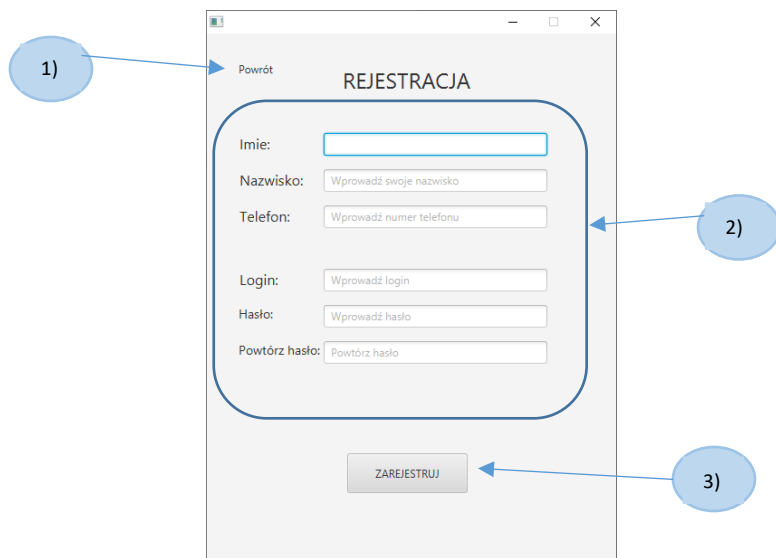 1)
Powrót
REJESTRACJA
Imie:
Nazwisko: Wprowadź swoje nazwisko
2)
Telefon: Wprowadź numer telefonu
Login: Wprowadź login
Hasło: Wprowadź hasło
Powtórz hasło: Powtórz hasło
ZAREJESTRUJ
3)